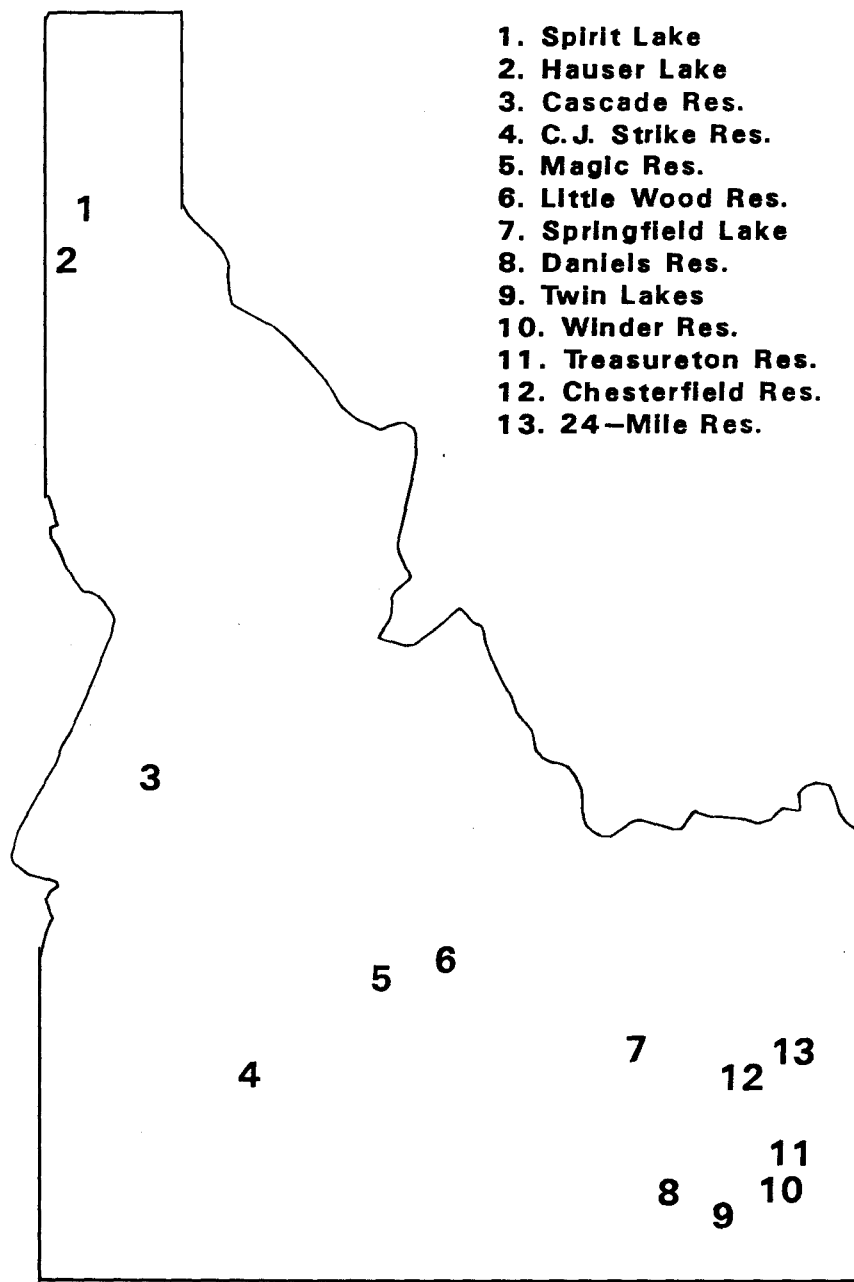 1. Spirit Lake
2. Hauser Lake
3. Cascade Res.
4. C.J. Strike Res.
5. Magic Res.
6. Little Wood Res.
7. Springfield Lake
8. Daniels Res.
9. Twin Lakes
10. Winder Res.
11. Treasureton Res.
12. Chesterfield Res.
13. 24-Mile Res.
1
2
3
6
5
7
13
12
4
11
8
10
9